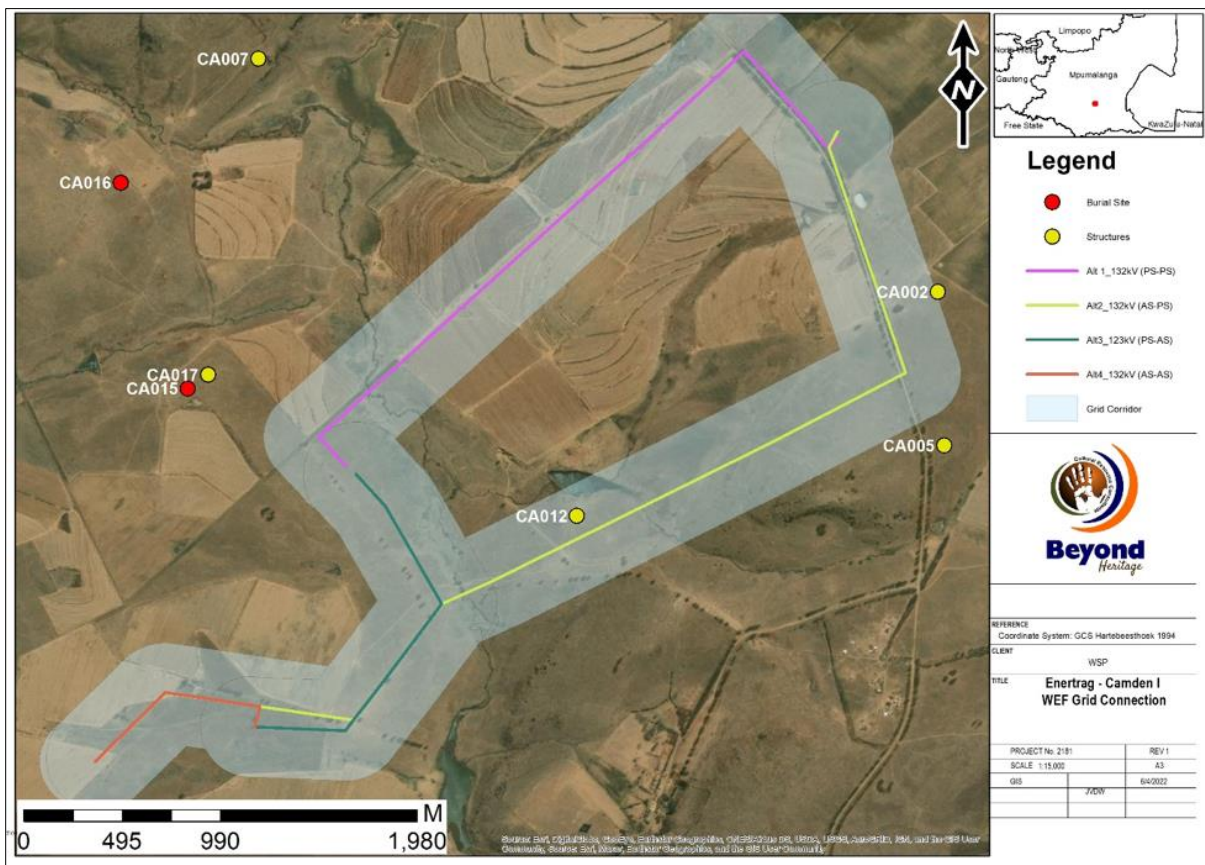 CA007
CA016
CA002
CA017
CA015
CA005
CA012
0 495 990 1,980
M
N
Limpopo
Mpumalanga
Gauteng
Free State
KwaZulu-Natal
Legend
Burial Site
Structures
Alt 1_132kV (PS-PS)
Alt2_132kV (AS-PS)
Alt3_123kV (PS-AS)
Alt4_132kV (AS-AS)
Grid Corridor
Beyond
Heritage
REFERENCE
Coordinate System: GCS Hartebeesthoek 1994
CLIENT
WSP
TITLE
Enertrag - Camden I
WEF Grid Connection
PROJECT No. 2181
REV 1
SCALE 1:15,000
A3
GIS
6/4/2022
JVDW